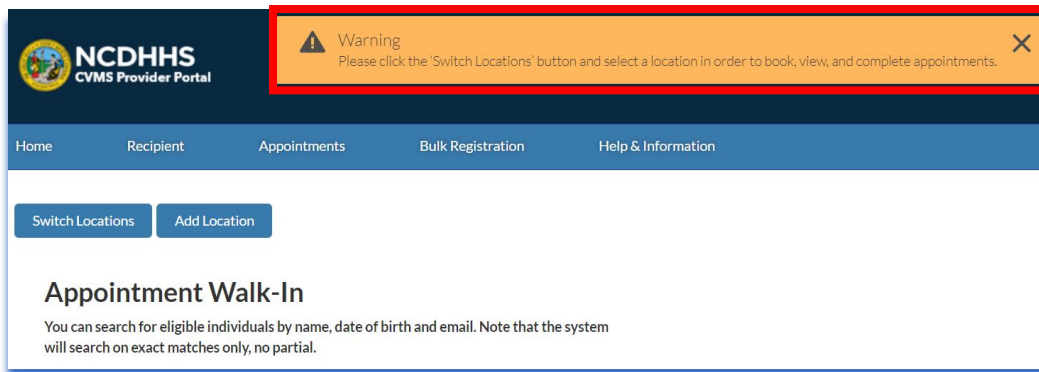 NCDHHS
CVMS Provider Portal
Warning
Please click the 'Switch Locations' button and select a location in order to book, view, and complete appointments.
Home Recipient Appointments Bulk Registration Help & Information
Switch Locations Add Location
Appointment Walk-In
You can search for eligible individuals by name, date of birth and email. Note that the system
will search on exact matches only, no partial.